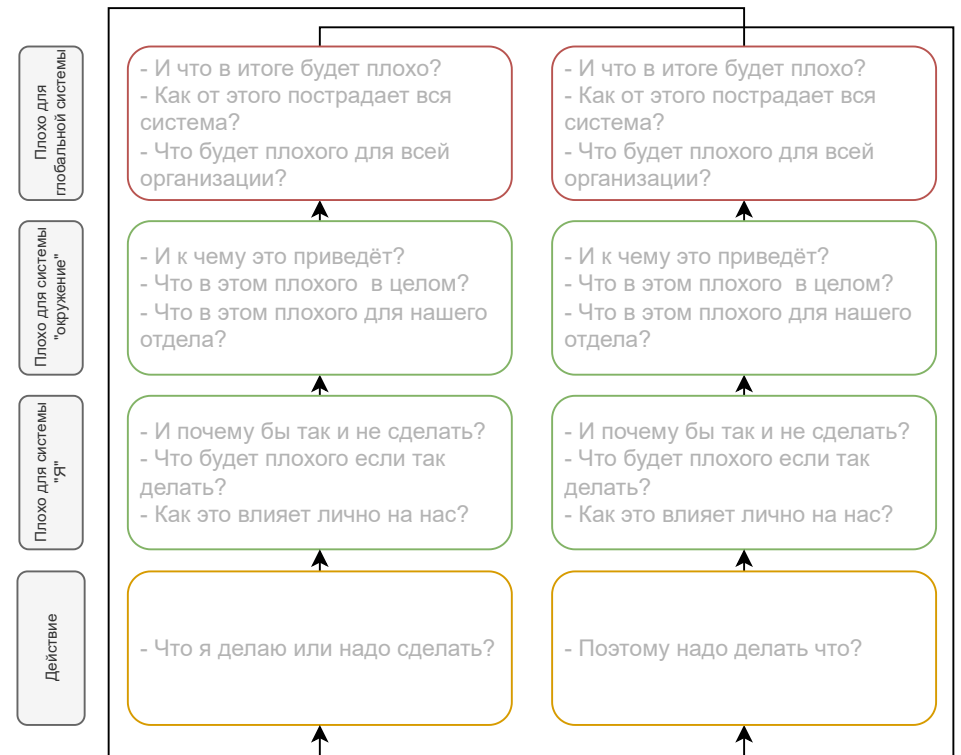 Плохо для
глобальной системы
- И что в итоге будет плохо?
- Как от этого пострадает вся
система?
- Что будет плохого для всей
организации?
- И что в итоге будет плохо?
- Как от этого пострадает вся
система?
- Что будет плохого для всей
организации?
Плохо для системы
"окружение"
- И к чему это приведёт?
- Что в этом плохого  в целом?
- Что в этом плохого для нашего
отдела?
- И к чему это приведёт?
- Что в этом плохого  в целом?
- Что в этом плохого для нашего
отдела?
Плохо для системы
"Я"
- И почему бы так и не сделать?
- Что будет плохого если так
делать?
- Как это влияет лично на нас?
- И почему бы так и не сделать?
- Что будет плохого если так
делать?
- Как это влияет лично на нас?
Действие
- Что я делаю или надо сделать?
- Поэтому надо делать что?